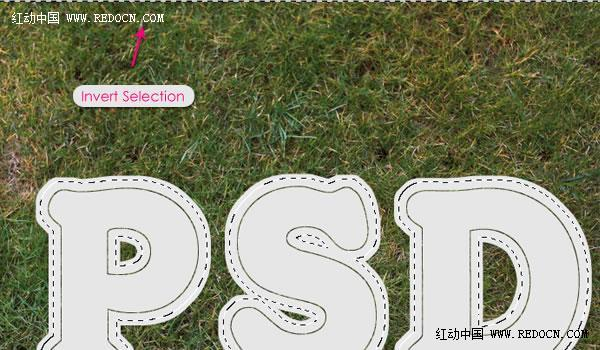 红动中国 WWW.REDOCN.COM
Invert Selection
PSD
红动中国 WWW.REDOCN.COM